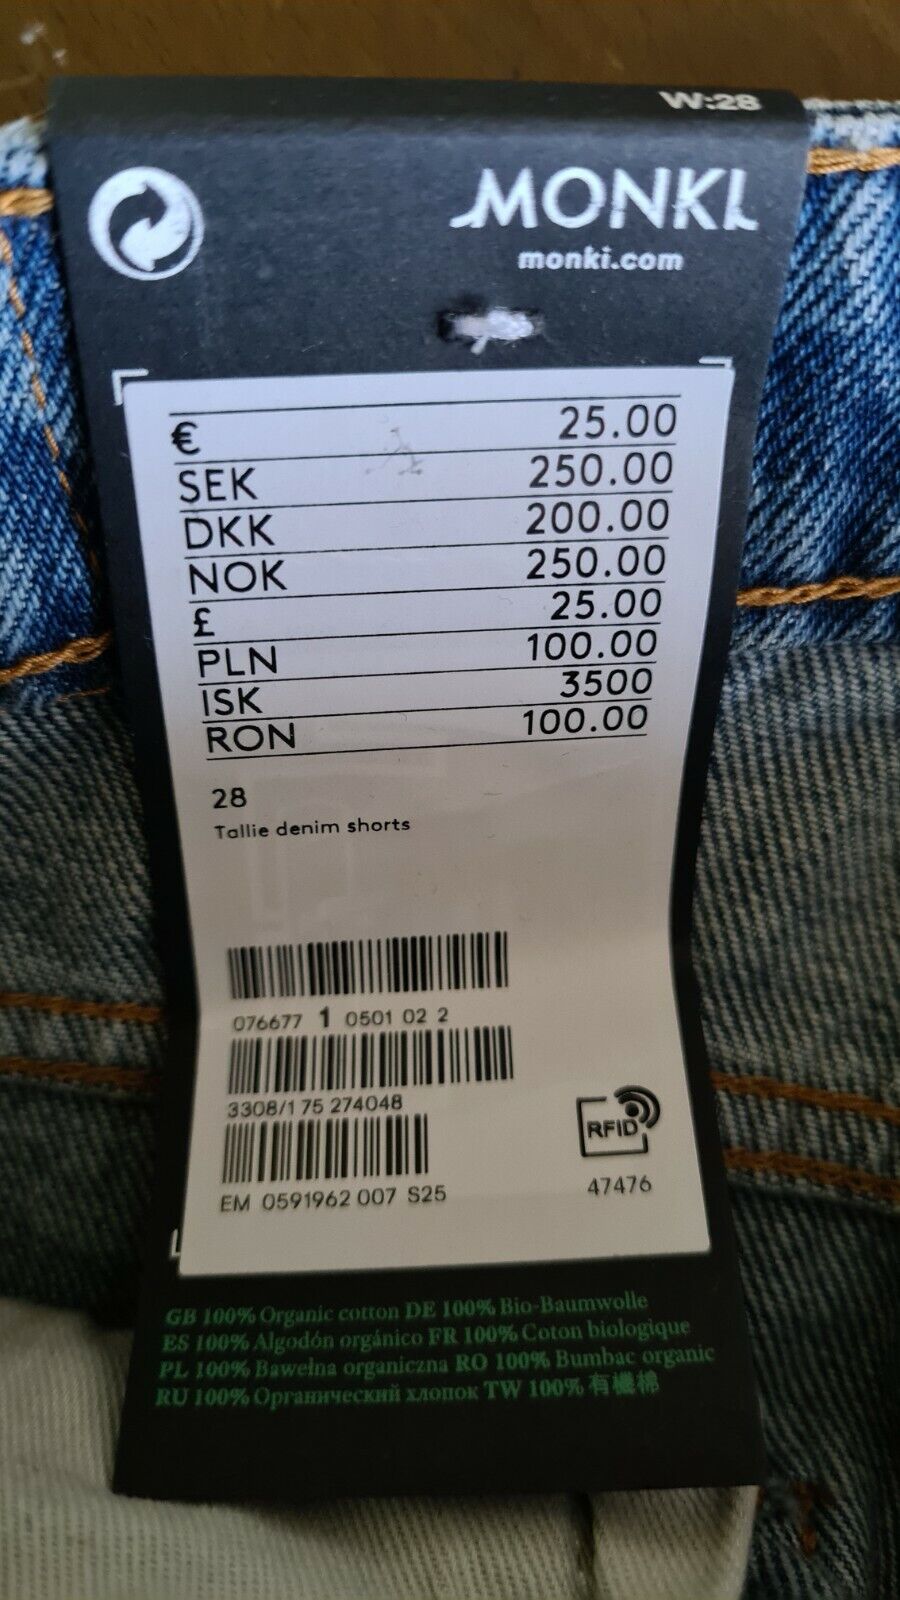 W:28
MONKI
monki.com
€ 25.00
SEK 250.00
DKK 200.00
NOK 250.00
£ 25.00
PLN 100.00
ISK 3500
RON 100.00
28
Tallie denim shorts
076677 1 0501 02 2
3308/1 75 274048
RFID
EM 0591962 007 S25
47476
GB 100% Organic cotton DE 100% Bio-Baumwolle
ES 100% Algodón orgánico FR 100% Coton biologique
PL 100% Bawełna organiczna RO 100% Bumbac organic
RU 100% Органический хлопок TW 100% 有機棉